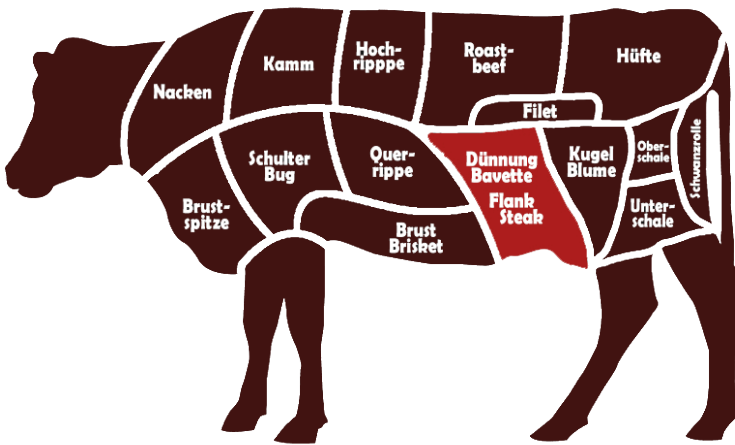 Nacken
Kamm
Hoch-
ripppe
Roast-
beef
Hüfte
Filet
Brust-
spitze
Schulter
Bug
Quer-
rippe
Brust
Brisket
Dünnung
Bavette
Flank
Steak
Kugel
Blume
Ober-
schale
Unter-
schale
Schwanzrolle